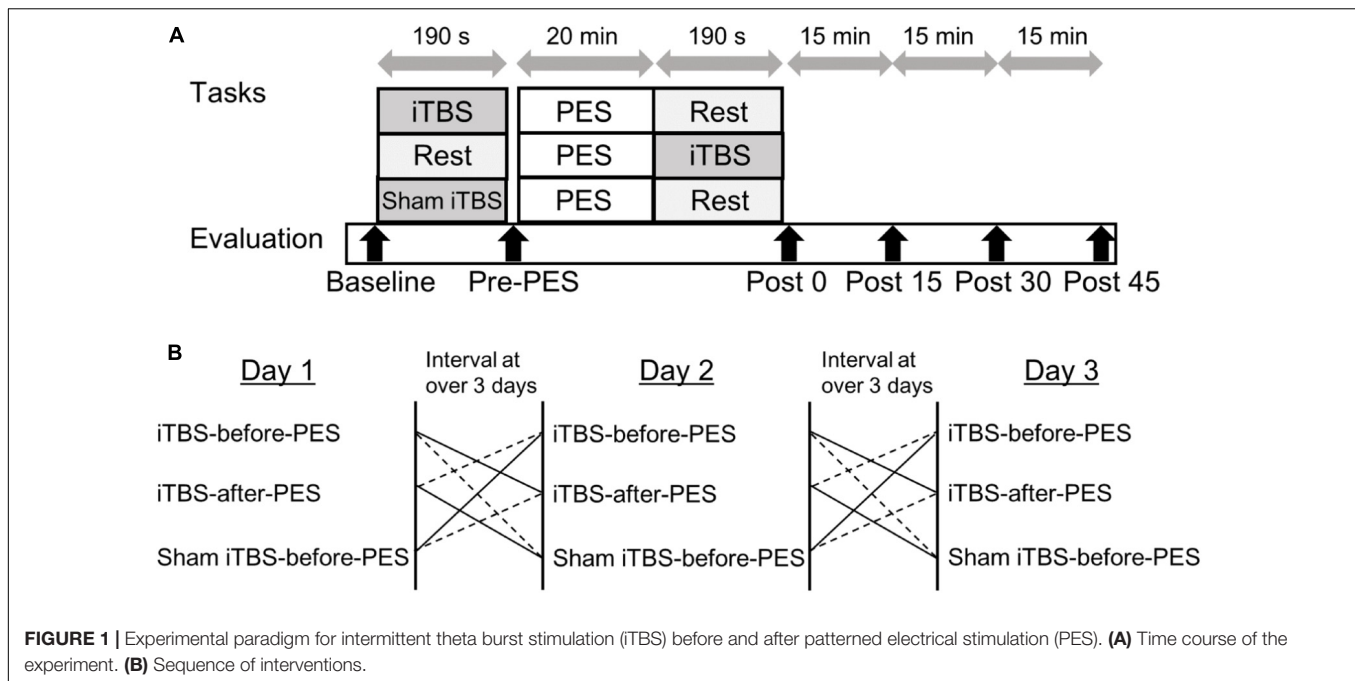 A
190 s 20 min 190 s 15 min 15 min 15 min
Tasks
iTBS PES Rest
Rest PES iTBS
Sham iTBS PES Rest
Evaluation
Baseline Pre-PES Post 0 Post 15 Post 30 Post 45
B
Day 1 Interval at over 3 days Day 2 Interval at over 3 days Day 3
iTBS-before-PES iTBS-before-PES iTBS-before-PES
iTBS-after-PES iTBS-after-PES iTBS-after-PES
Sham iTBS-before-PES Sham iTBS-before-PES Sham iTBS-before-PES
FIGURE 1 | Experimental paradigm for intermittent theta burst stimulation (iTBS) before and after patterned electrical stimulation (PES). (A) Time course of the
experiment. (B) Sequence of interventions.